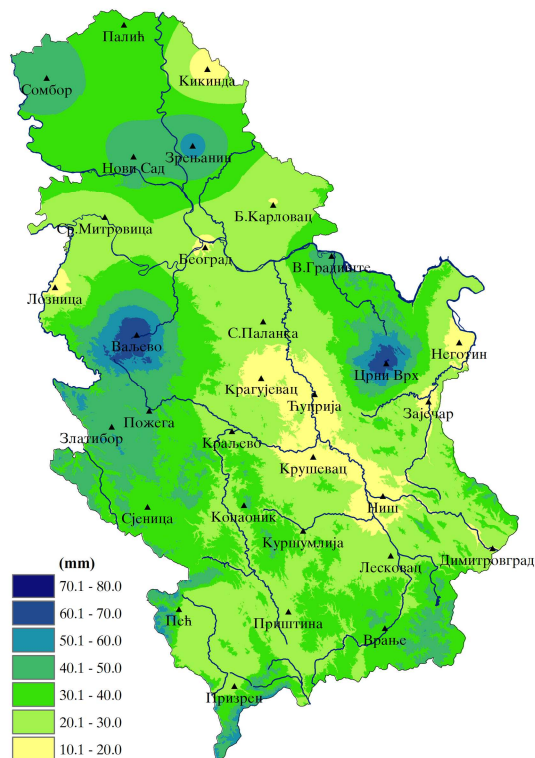 Палић
Кикинда
Сомбор
Зрењанин
Нови Сад
Б.Карловац
Ср.Митровица
Београд
В.Градиште
Лозница
С.Паланка
Ваљево
Неготин
Црни Врх
Крагујевац
Ћуприја
Зајечар
Пожега
Златибор
Краљево
Крушевац
Ниш
Сјеница
Копаоник
Куршумлија
Димитровград
Лесковац
(mm)
70.1 - 80.0
60.1 - 70.0
50.1 - 60.0
40.1 - 50.0
30.1 - 40.0
20.1 - 30.0
10.1 - 20.0
Пећ
Приштина
Врање
Призрен